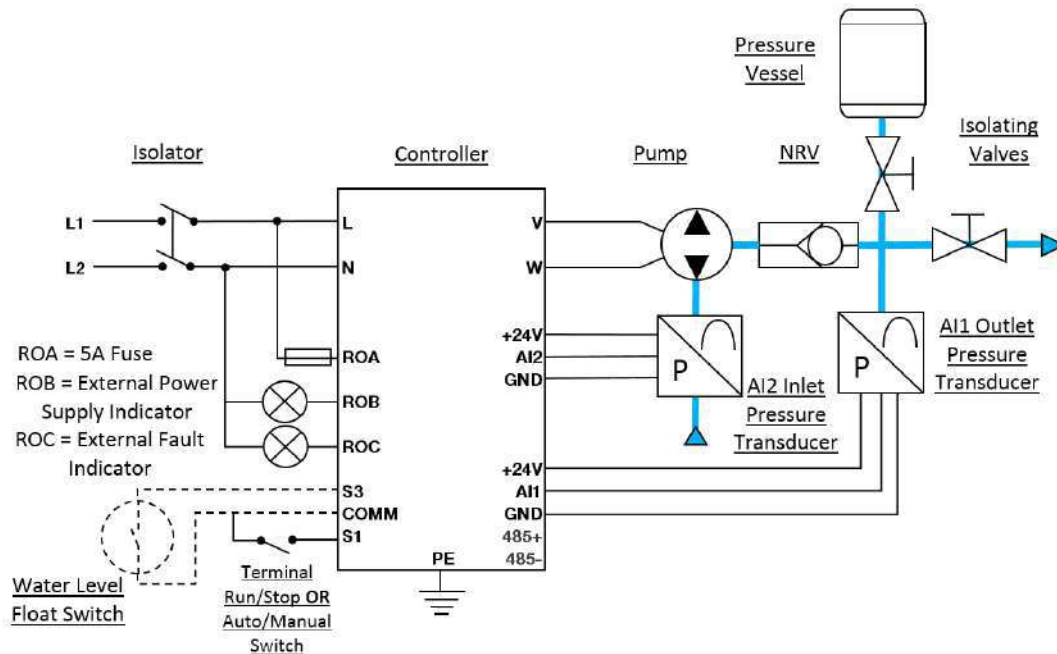 Pressure
Vessel
Isolator
Controller
Pump
NRV
Isolating
Valves
L1
L
V
L2
N
W
+24V
AI2
GND
P
AI2 Inlet
Pressure
Transducer
P
AI1 Outlet
Pressure
Transducer
ROA = 5A Fuse
ROB = External Power
Supply Indicator
ROC = External Fault
Indicator
ROA
ROB
ROC
S3
COMM
S1
+24V
AI1
GND
485+
485-
PE
Water Level
Float Switch
Terminal
Run/Stop OR
Auto/Manual
Switch